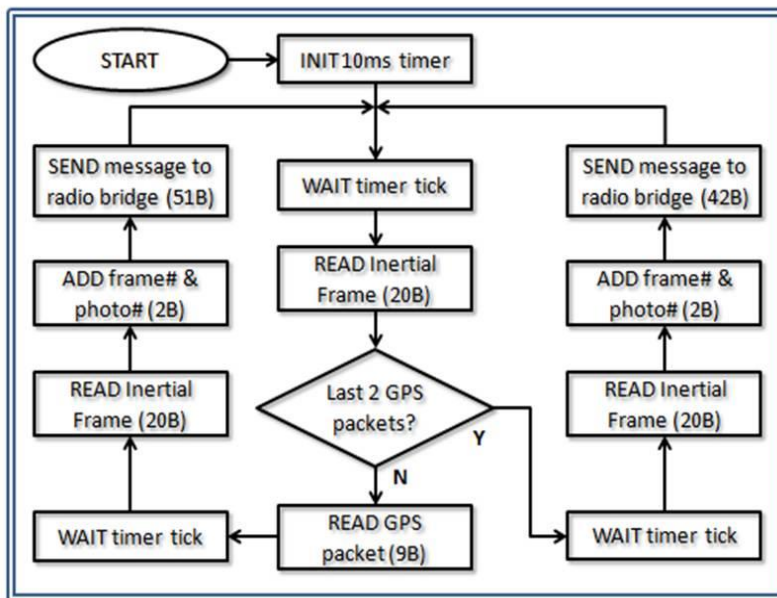 START
INIT10ms timer
SEND message to
radio bridge (51B)
WAIT timer tick
SEND message to
radio bridge (42B)
ADD frame# &
photo# (2B)
READ Inertial
Frame (20B)
ADD frame# &
photo# (2B)
READ Inertial
Frame (20B)
Last 2 GPS
packets?
Y
N
READ Inertial
Frame (20B)
WAIT timer tick
READ GPS
packet (9B)
WAIT timer tick